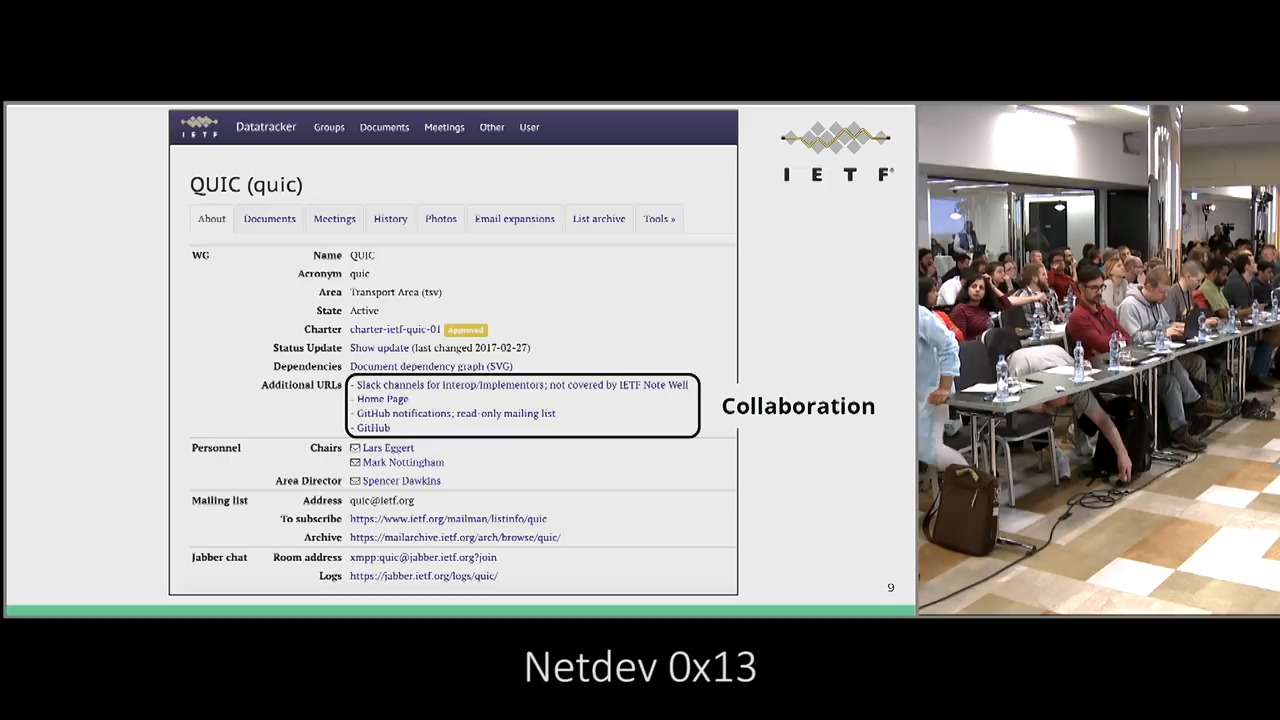 IETF Datatracker Groups Documents Meetings Other User
IETF®
QUIC (quic)
About Documents Meetings History Photos Email expansions List archive Tools »
WG Name QUIC
Acronym quic
Area Transport Area (tsv)
State Active
Charter charter-ietf-quic-01 Approved
Status Update Show update (last changed 2017-02-27)
Dependencies Document dependency graph (SVG)
Additional URLs - Slack channels for Interop/Implementors; not covered by IETF Note Well
- Home Page
- GitHub notifications; read-only mailing list
- GitHub
Collaboration
Personnel Chairs Lars Eggert
Mark Nottingham
Area Director Spencer Dawkins
Mailing list Address quic@ietf.org
To subscribe https://www.ietf.org/mailman/listinfo/quic
Archive https://mailarchive.ietf.org/arch/browse/quic/
Jabber chat Room address xmpp:quic@jabber.ietf.org?join
Logs https://jabber.ietf.org/logs/quic/
9
Netdev 0x13